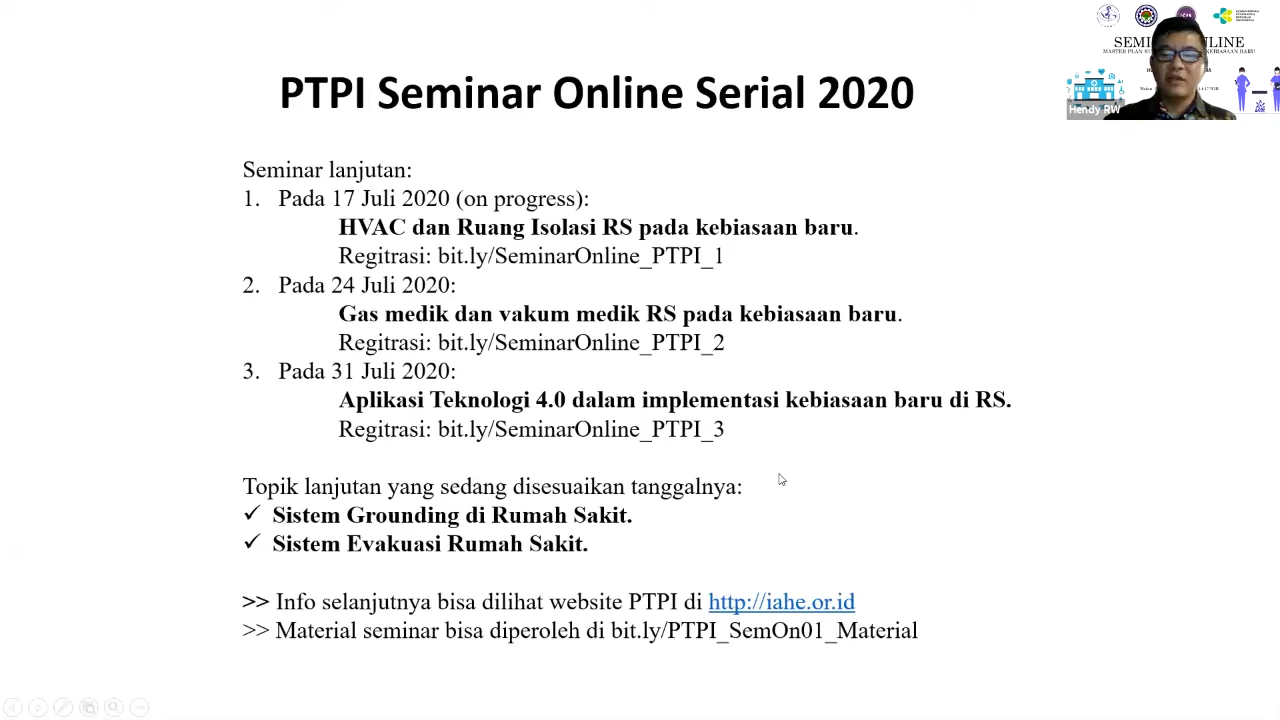 PTPI Seminar Online Serial 2020
Seminar lanjutan:
1. Pada 17 Juli 2020 (on progress):
HVAC dan Ruang Isolasi RS pada kebiasaan baru.
Regitrasi: bit.ly/SeminarOnline_PTPI_1
2. Pada 24 Juli 2020:
Gas medik dan vakum medik RS pada kebiasaan baru.
Regitrasi: bit.ly/SeminarOnline_PTPI_2
3. Pada 31 Juli 2020:
Aplikasi Teknologi 4.0 dalam implementasi kebiasaan baru di RS.
Regitrasi: bit.ly/SeminarOnline_PTPI_3
Topik lanjutan yang sedang disesuaikan tanggalnya:
✓ Sistem Grounding di Rumah Sakit.
✓ Sistem Evakuasi Rumah Sakit.
>> Info selanjutnya bisa dilihat website PTPI di http://iahe.or.id
>> Material seminar bisa diperoleh di bit.ly/PTPI_SemOn01_Material
Hendy RW